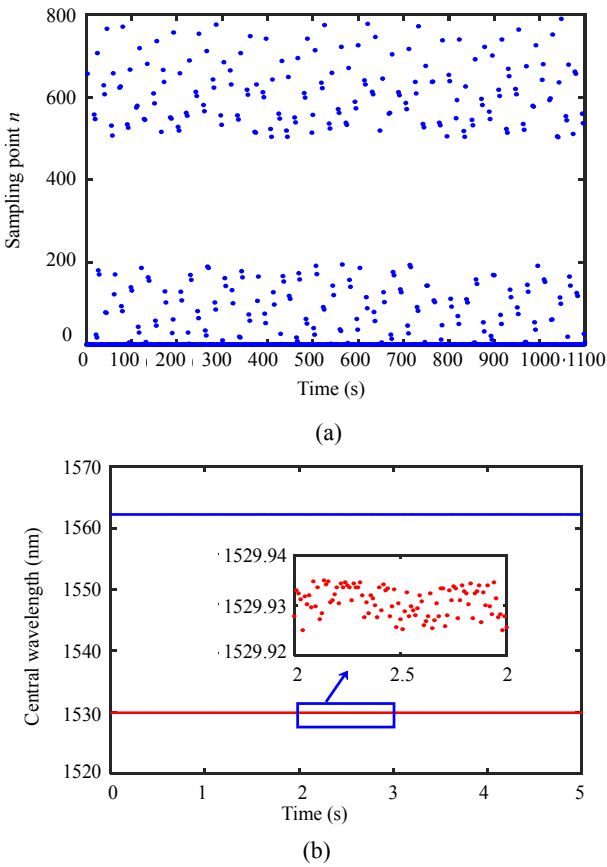 800
600
400
200
0
Sampling point n
0 100 200 300 400 500 600 700 800 900 1000 1100
Time (s)
(a)
1570
1560
1550
1540
1530
1520
Central wavelength (nm)
1529.94
1529.93
1529.92
2 2.5 2
0 1 2 3 4 5
Time (s)
(b)